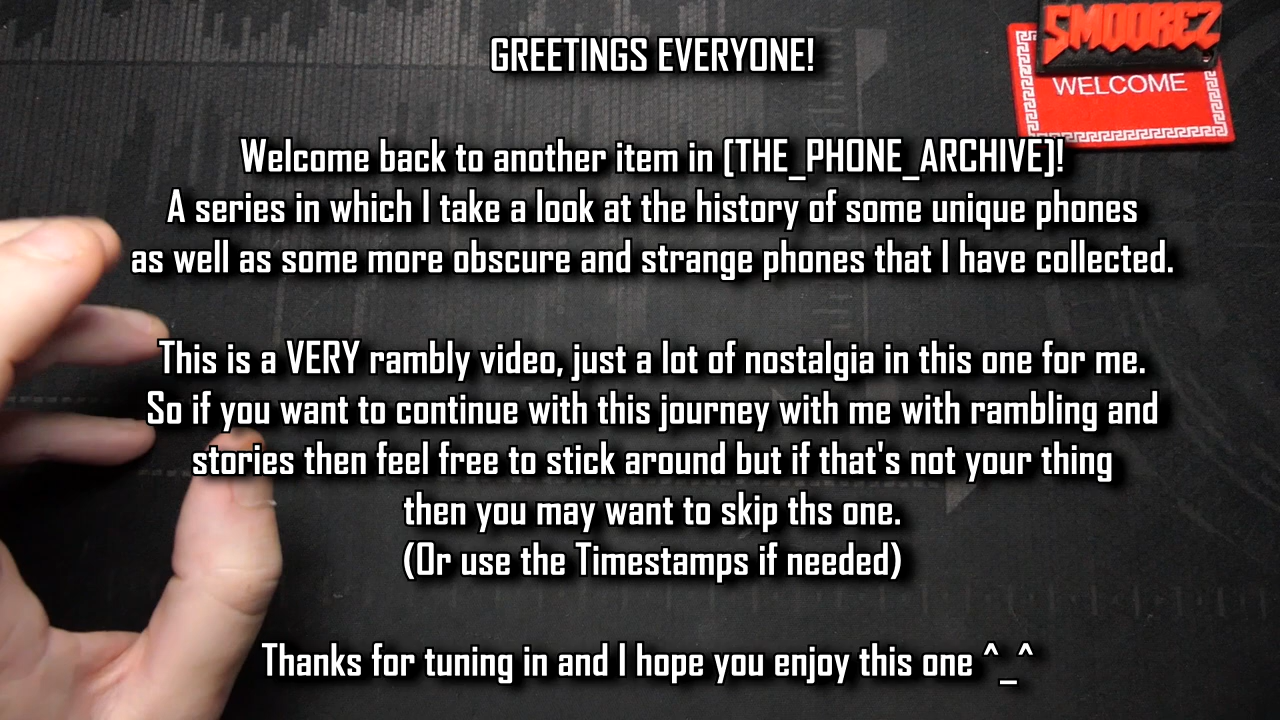 SMOOREZ
WELCOME
GREETINGS EVERYONE!
Welcome back to another item in [THE_PHONE_ARCHIVE]!
A series in which I take a look at the history of some unique phones
as well as some more obscure and strange phones that I have collected.
This is a VERY rambly video, just a lot of nostalgia in this one for me.
So if you want to continue with this journey with me with rambling and
stories then feel free to stick around but if that's not your thing
then you may want to skip ths one.
(Or use the Timestamps if needed)
Thanks for tuning in and I hope you enjoy this one ^_^